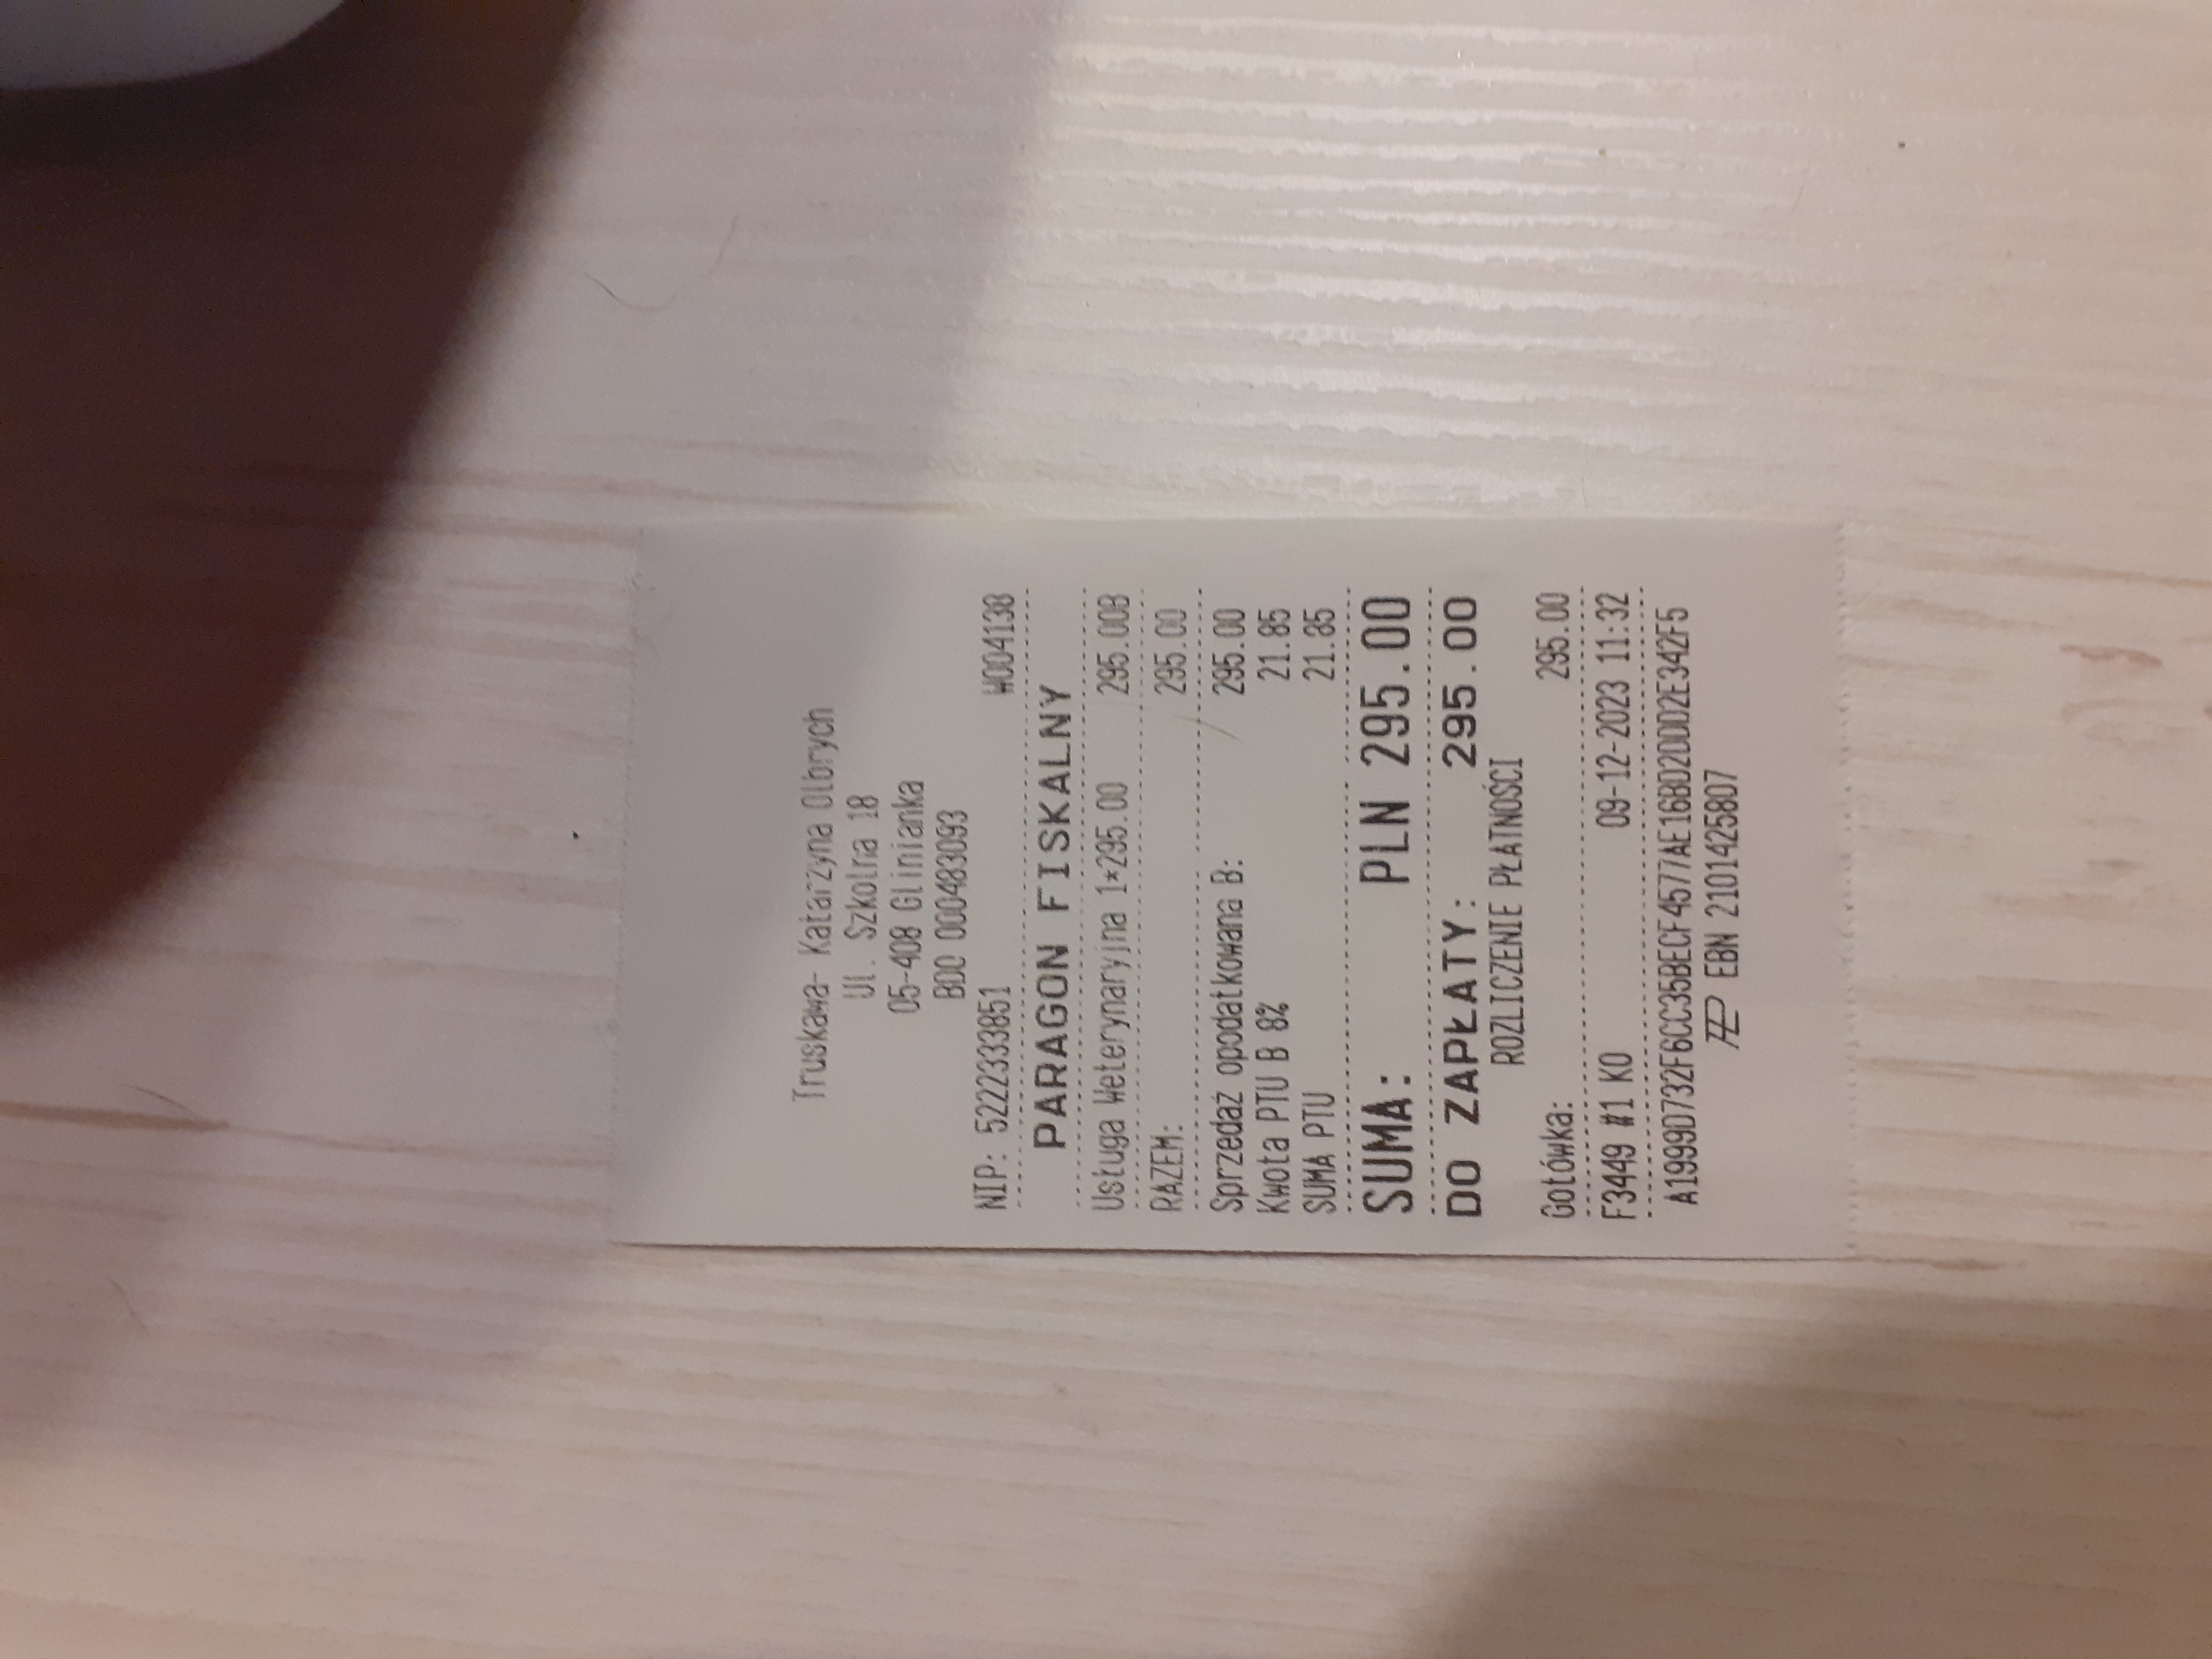 Truskawa- Katarzyna Olbrych
Ul. Szkolna 18
05-408 Glinianka
BDO 000483093
NIP: 5222333851 W004138
PARAGON FISKALNY
Usługa Weterynaryjna 1*295.00 295.00B
RAZEM: 295.00
Sprzedaż opodatkowana B: 295.00
Kwota PTU B 8% 21.85
SUMA PTU 21.85
SUMA: PLN 295.00
DO ZAPŁATY: 295.00
ROZLICZENIE PŁATNOŚCI
Gotówka: 295.00
F3449 #1 KO 09-12-2023 11:32
EBN 2101425807